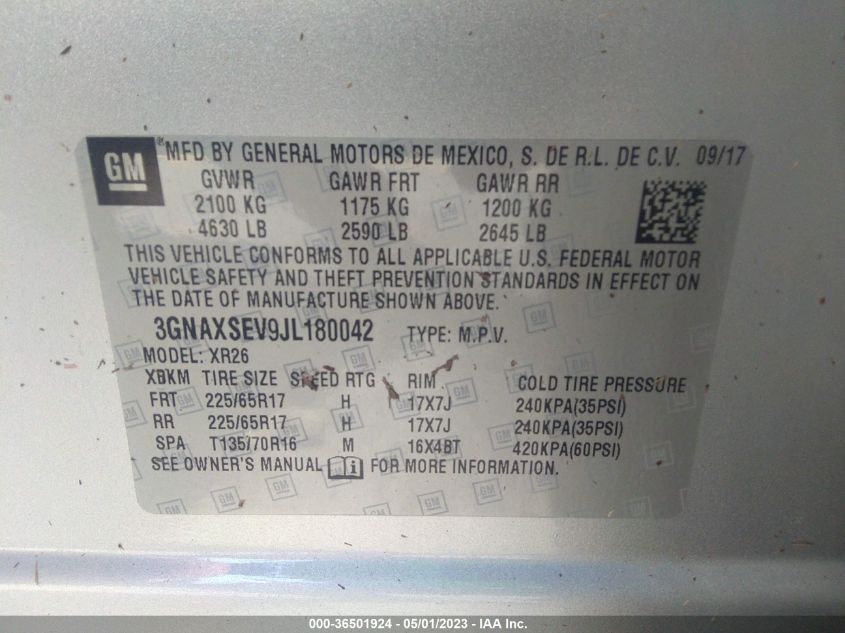 GM ® MFD BY GENERAL MOTORS DE MEXICO, S. DE R.L. DE C.V. 09/17
GVWR GAWR FRT GAWR RR
2100 KG 1175 KG 1200 KG
4630 LB 2590 LB 2645 LB
THIS VEHICLE CONFORMS TO ALL APPLICABLE U.S. FEDERAL MOTOR
VEHICLE SAFETY AND THEFT PREVENTION STANDARDS IN EFFECT ON
THE DATE OF MANUFACTURE SHOWN ABOVE.
3GNAXSEV9JL180042 TYPE: M.P.V.
MODEL: XR26
XBKM TIRE SIZE SPEED RTG RIM COLD TIRE PRESSURE
FRT 225/65R17 H 17X7J 240KPA(35PSI)
RR 225/65R17 H 17X7J 240KPA(35PSI)
SPA T135/70R16 M 16X4BT 420KPA(60PSI)
SEE OWNER'S MANUAL FOR MORE INFORMATION.
000-36501924 - 05/01/2023 - IAA Inc.